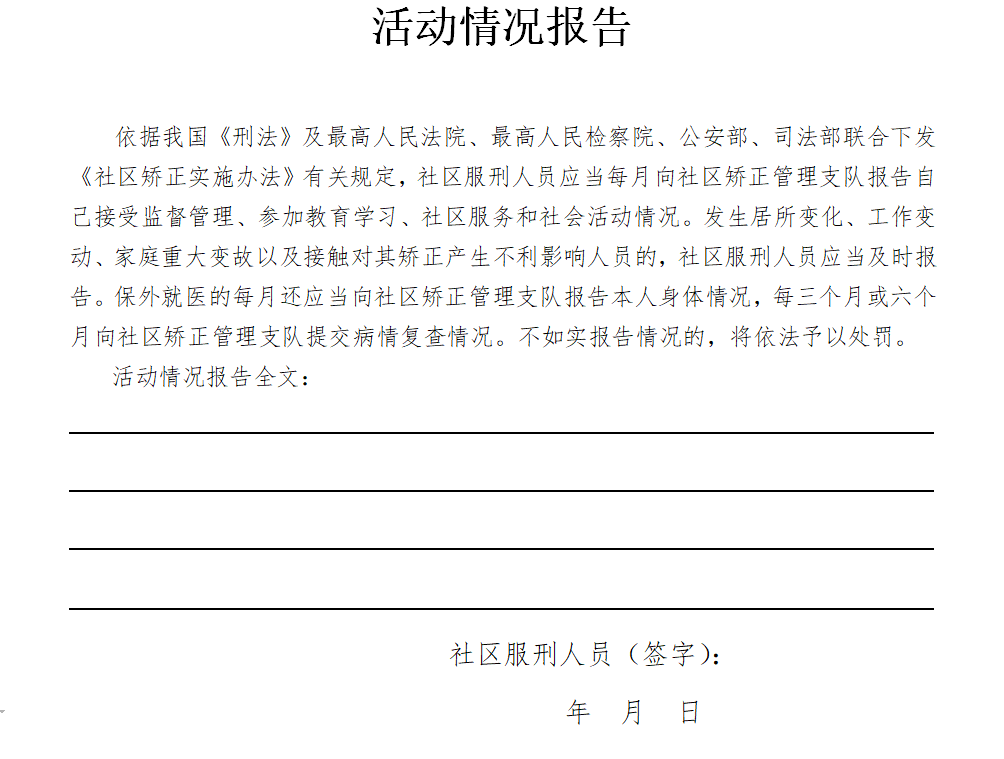 活动情况报告
依据我国《刑法》及最高人民法院、最高人民检察院、公安部、司法部联合下发
《社区矫正实施办法》有关规定，社区服刑人员应当每月向社区矫正管理支队报告自
己接受监督管理、参加教育学习、社区服务和社会活动情况。发生居所变化、工作变
动、家庭重大变故以及接触对其矫正产生不利影响人员的，社区服刑人员应当及时报
告。保外就医的每月还应当向社区矫正管理支队报告本人身体情况，每三个月或六个
月向社区矫正管理支队提交病情复查情况。不如实报告情况的，将依法予以处罚。
活动情况报告全文：
社区服刑人员（签字）：
年 月 日